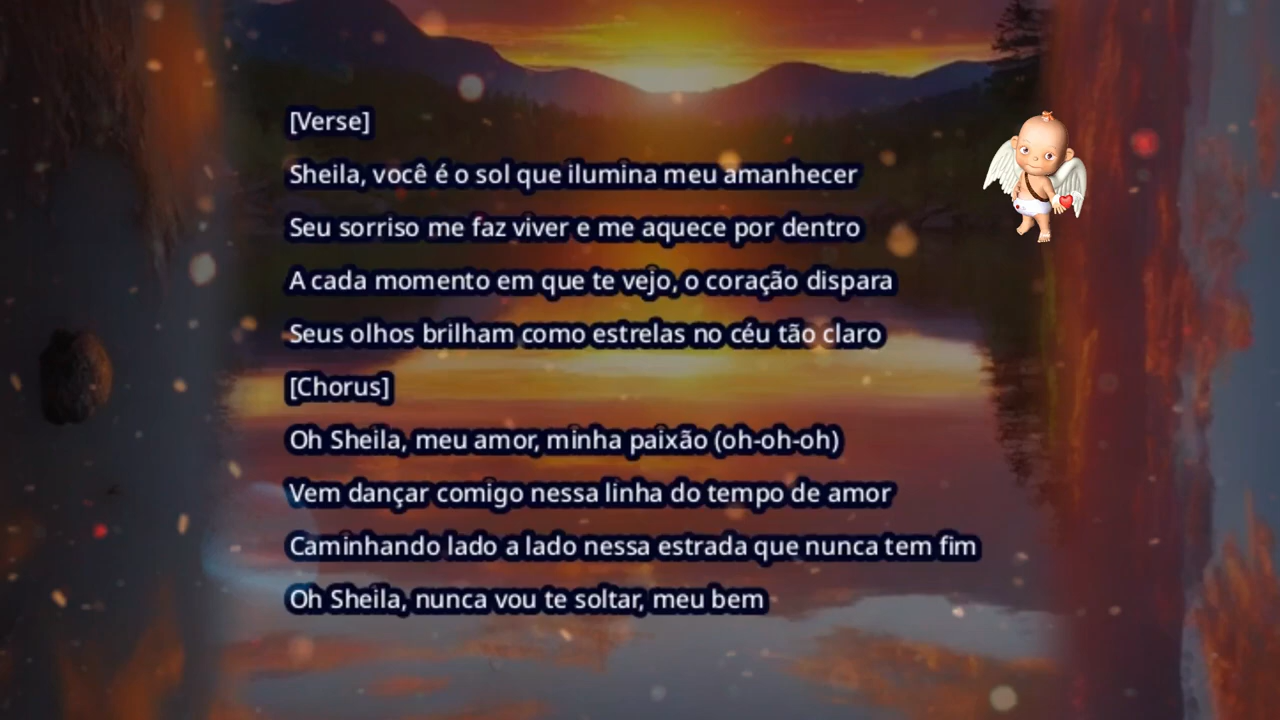 [Verse]
Sheila, você é o sol que ilumina meu amanhecer
Seu sorriso me faz viver e me aquece por dentro
A cada momento em que te vejo, o coração dispara
Seus olhos brilham como estrelas no céu tão claro
[Chorus]
Oh Sheila, meu amor, minha paixão (oh-oh-oh)
Vem dançar comigo nessa linha do tempo de amor
Caminhando lado a lado nessa estrada que nunca tem fim
Oh Sheila, nunca vou te soltar, meu bem